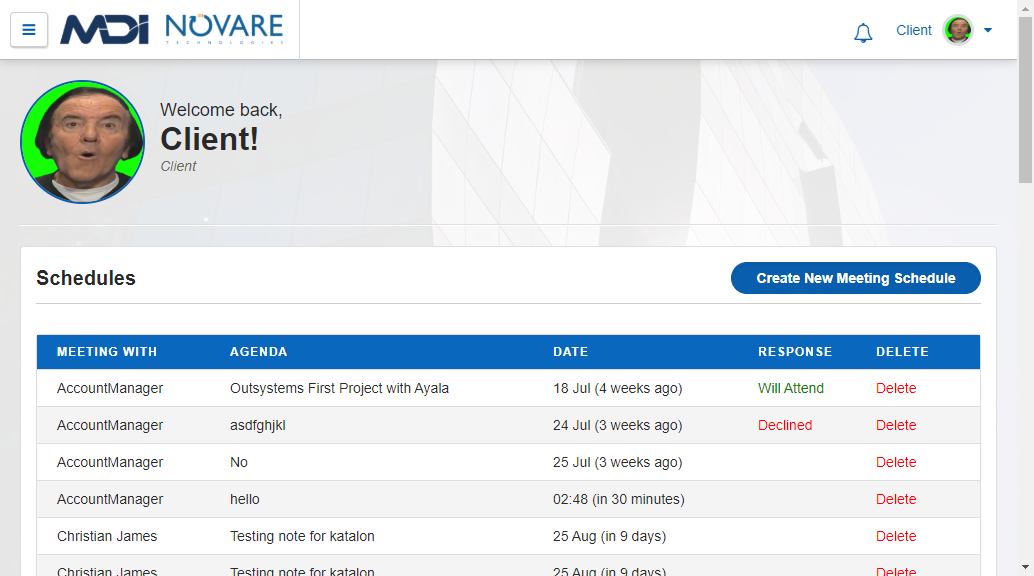 MDI NOVARE
TECHNOLOGIES
Client
Welcome back,
Client!
Client
Schedules
Create New Meeting Schedule
MEETING WITH AGENDA DATE RESPONSE DELETE
AccountManager Outsystems First Project with Ayala 18 Jul (4 weeks ago) Will Attend Delete
AccountManager asdfghjkl 24 Jul (3 weeks ago) Declined Delete
AccountManager No 25 Jul (3 weeks ago) Delete
AccountManager hello 02:48 (in 30 minutes) Delete
Christian James Testing note for katalon 25 Aug (in 9 days) Delete
Christian James Testing note for katalon 25 Aug (in 9 days) Delete